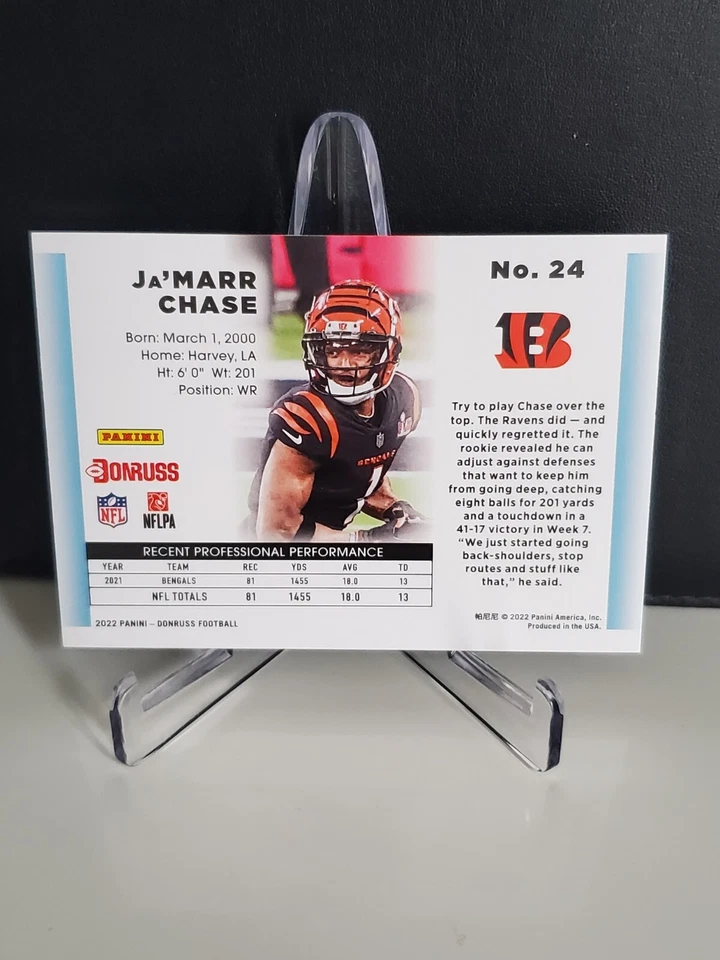 JA'MARR
CHASE
Born: March 1, 2000
Home: Harvey, LA
Ht: 6' 0" Wt: 201
Position: WR
PANINI
DONRUSS
NFL
NFLPA
BENGALS
1
RECENT PROFESSIONAL PERFORMANCE
YEAR TEAM REC YDS AVG TD
2021 BENGALS 81 1455 18.0 13
NFL TOTALS 81 1455 18.0 13
2022 PANINI – DONRUSS FOOTBALL
No. 24
B
Try to play Chase over the
top. The Ravens did — and
quickly regretted it. The
rookie revealed he can
adjust against defenses
that want to keep him
from going deep, catching
eight balls for 201 yards
and a touchdown in a
41-17 victory in Week 7.
“We just started going
back-shoulders, stop
routes and stuff like
that,” he said.
帕尼尼 © 2022 Panini America, Inc.
Produced in the USA.